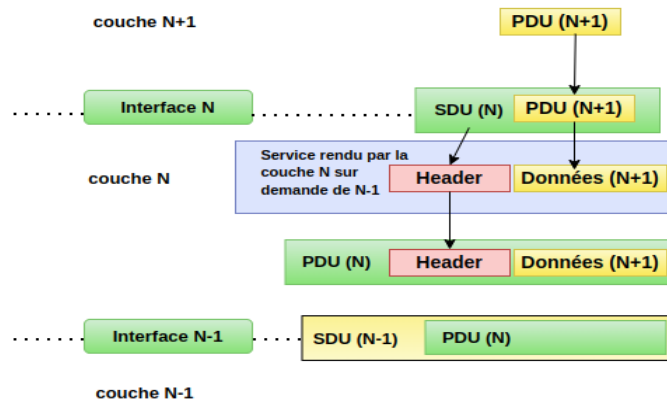 couche N+1
PDU (N+1)
Interface N
SDU (N)
PDU (N+1)
couche N
Service rendu par la
couche N sur
demande de N-1
Header
Données (N+1)
PDU (N)
Header
Données (N+1)
Interface N-1
SDU (N-1)
PDU (N)
couche N-1